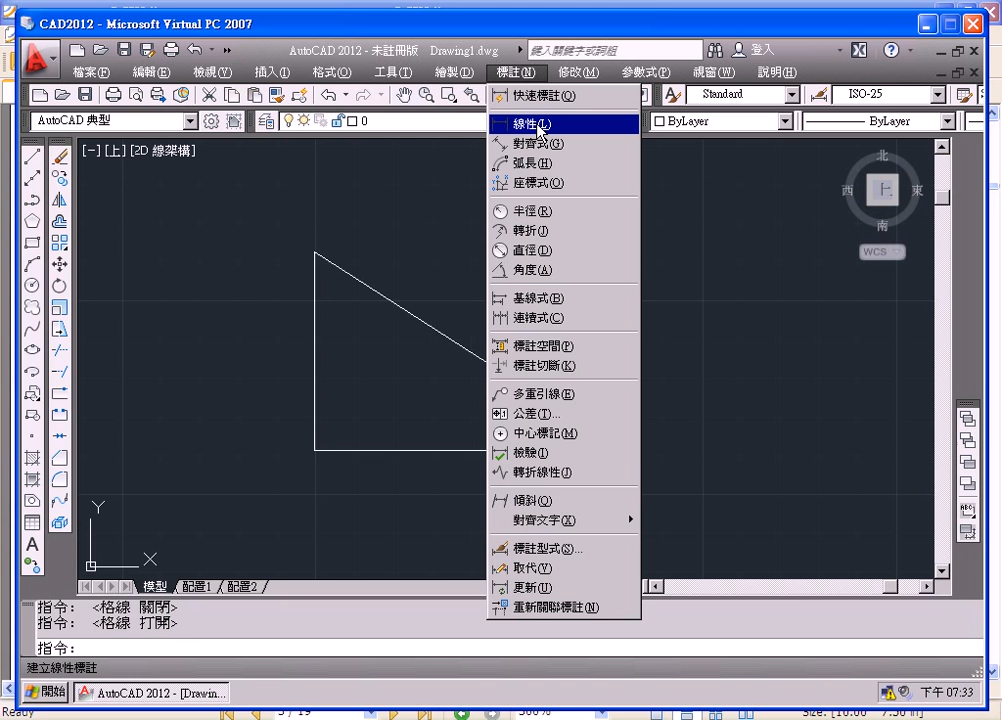 CAD2012 - Microsoft Virtual PC 2007
AutoCAD 2012 - 未註冊版 Drawing1.dwg
鍵入關鍵字或詞組
登入
檔案(F) 編輯(E) 檢視(V) 插入(I) 格式(O) 工具(T) 繪製(D) 標註(N) 修改(M) 參數式(P) 視窗(W) 說明(H)
Standard ISO-25
AutoCAD 典型 0 ByLayer ByLayer
[−] [上] [2D 線架構]
快速標註(Q)
線性(L)
對齊式(G)
弧長(H)
座標式(O)
半徑(R)
轉折(J)
直徑(D)
角度(A)
基線式(B)
連續式(C)
標註空間(P)
標註切斷(K)
多重引線(E)
公差(T)...
中心標記(M)
檢驗(I)
轉折線性(J)
傾斜(Q)
對齊文字(X)
標註型式(S)...
取代(V)
更新(U)
重新關聯標註(N)
北
西 上 東
南
WCS
Y
X
A
ABC
模型 配置1 配置2
指令: <格線 關閉>
指令: <格線 打開>
指令:
建立線性標註
開始 AutoCAD 2012 - [Drawin... 下午 07:33
Ready